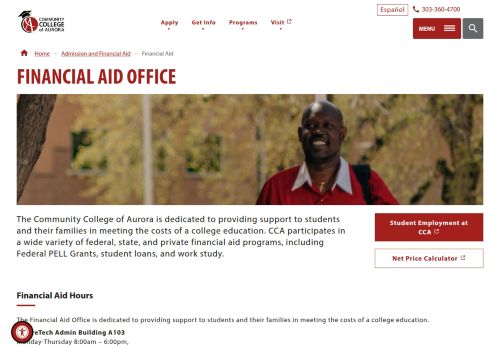 Español
303-360-4700
COMMUNITY
COLLEGE
of AURORA
Apply
Get Info
Programs
Visit
MENU
Home – Admission and Financial Aid – Financial Aid
FINANCIAL AID OFFICE
The Community College of Aurora is dedicated to providing support to students
and their families in meeting the costs of a college education. CCA participates in
a wide variety of federal, state, and private financial aid programs, including
Federal PELL Grants, student loans, and work study.
Student Employment at
CCA
Net Price Calculator
Financial Aid Hours
The Financial Aid Office is dedicated to providing support to students and their families in meeting the costs of a college education.
Tech Admin Building A103
Monday-Thursday 8:00am – 6:00pm,